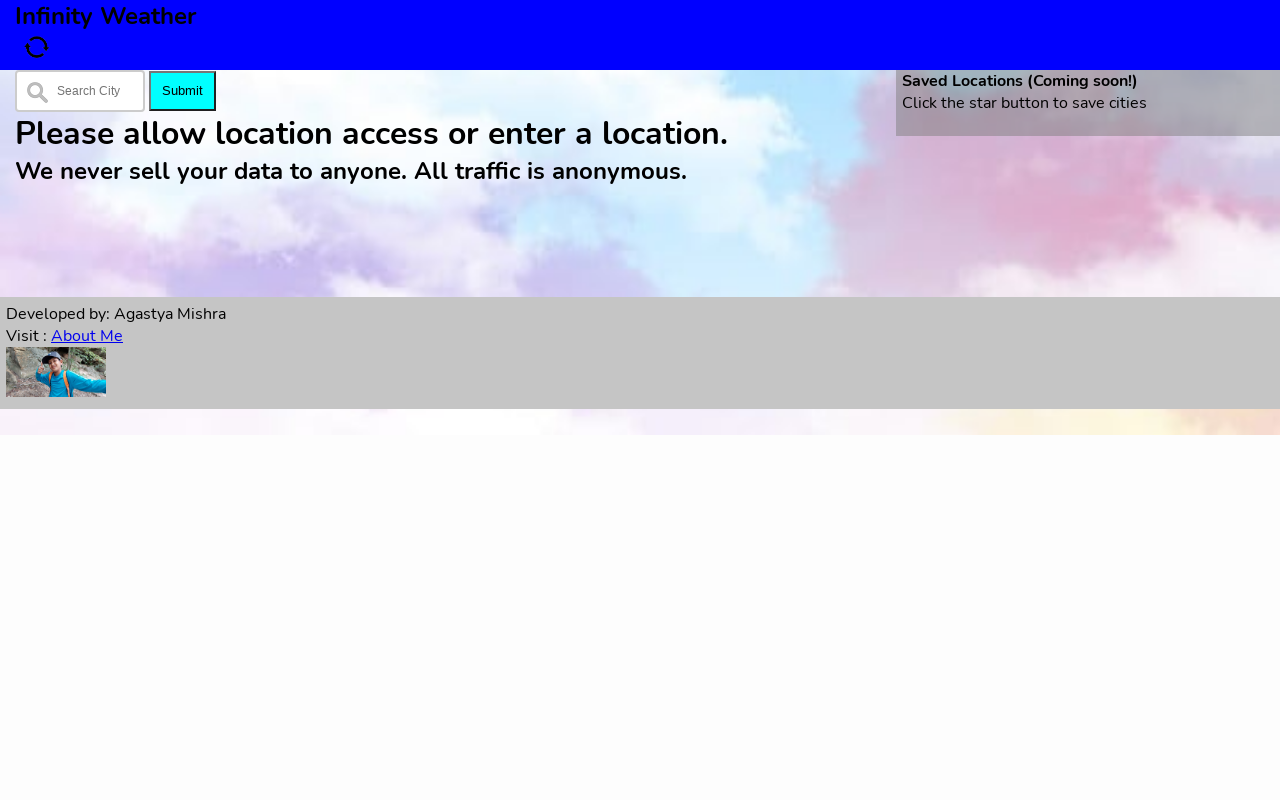 Infinity Weather
Search City
Submit
Saved Locations (Coming soon!)
Click the star button to save cities
Please allow location access or enter a location.
We never sell your data to anyone. All traffic is anonymous.
Developed by: Agastya Mishra
Visit : About Me